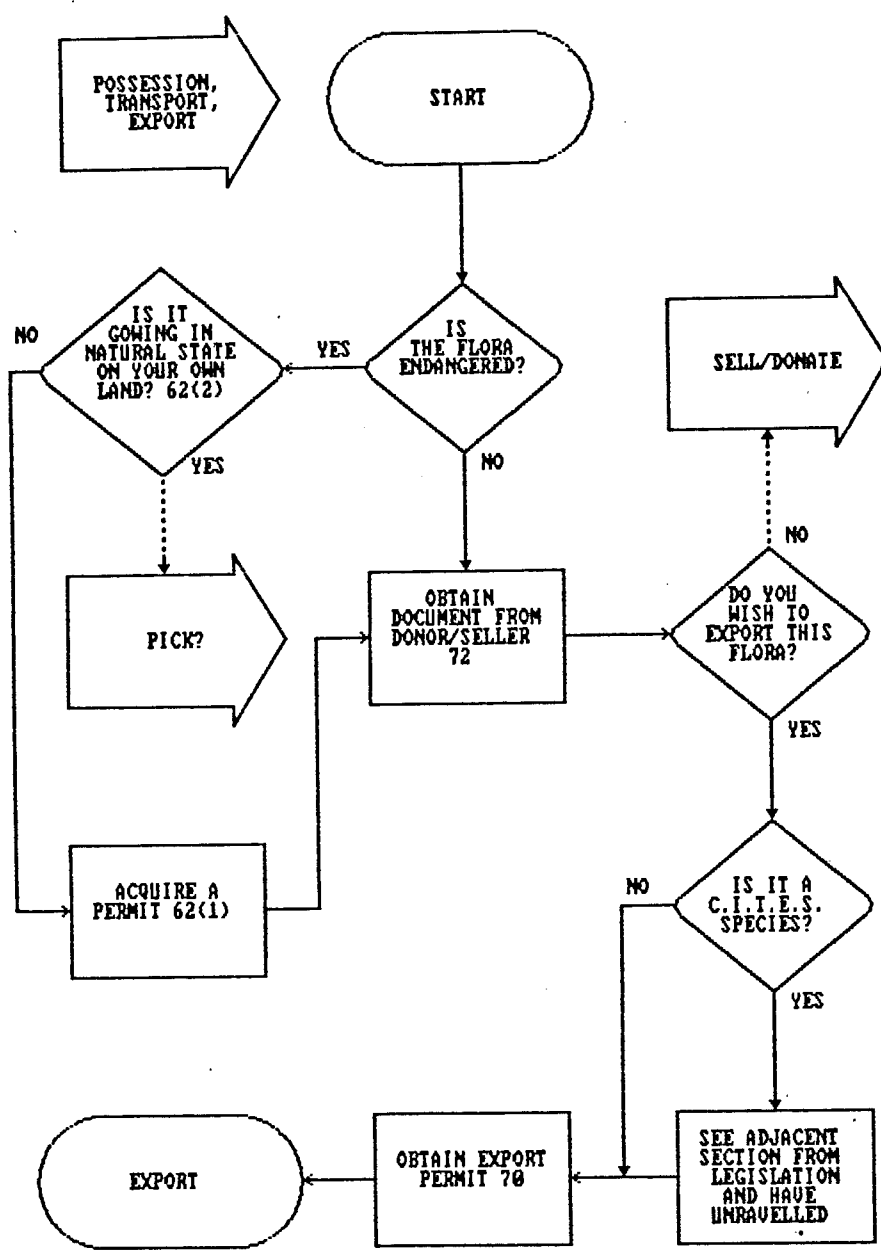 POSSESSION,
TRANSPORT,
EXPORT
START
IS IT
GOWING IN
NATURAL STATE
ON YOUR OWN
LAND? 62(2)
NO
YES
IS
THE FLORA
ENDANGERED?
SELL/DONATE
YES
NO
NO
PICK?
OBTAIN
DOCUMENT FROM
DONOR/SELLER
72
DO YOU
WISH TO
EXPORT THIS
FLORA?
YES
ACQUIRE A
PERMIT 62(1)
NO
IS IT A
C.I.T.E.S.
SPECIES?
YES
EXPORT
OBTAIN EXPORT
PERMIT 70
SEE ADJACENT
SECTION FROM
LEGISLATION
AND HAVE
UNRAVELLED